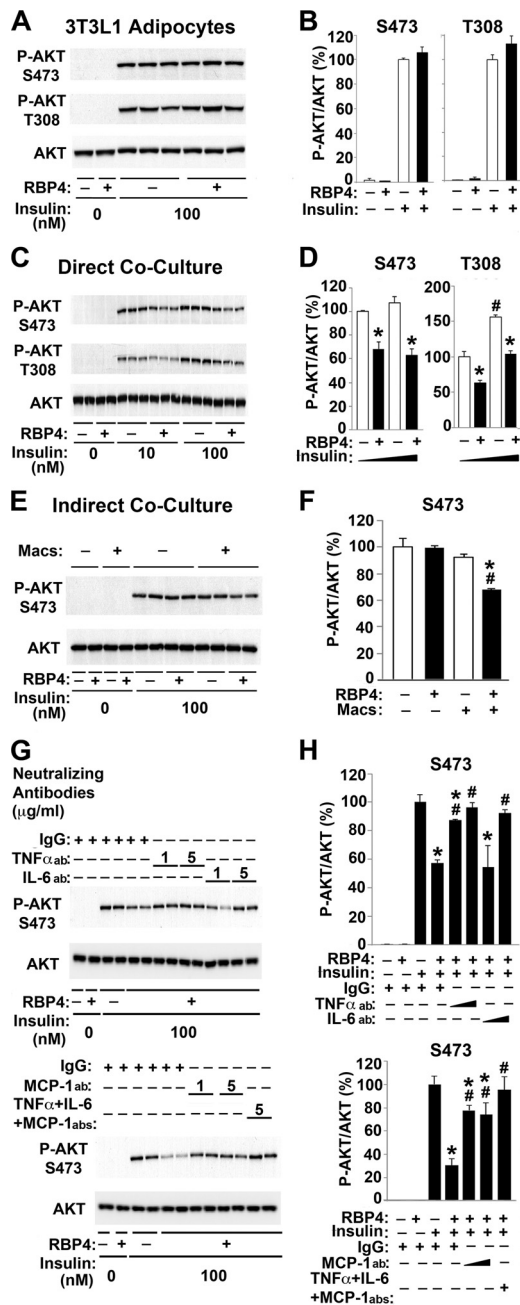 A
3T3L1 Adipocytes
P-AKT
S473
P-AKT
T308
AKT
RBP4: – + – +
Insulin: 0 100
(nM)
B
S473 T308
P-AKT/AKT (%)
120
100
80
60
40
20
0
RBP4: – + – + – + – +
Insulin: – – + + – – + +
C
Direct Co-Culture
P-AKT
S473
P-AKT
T308
AKT
RBP4: – + – + – +
Insulin: 0 10 100
(nM)
D
S473 T308
P-AKT/AKT (%)
120
100
80
60
40
20
0
200
150
100
50
0
* * * # *
RBP4: – + – + – + – +
Insulin:
E
Indirect Co-Culture
Macs: – + – +
P-AKT
S473
AKT
RBP4: – + – + – + – +
Insulin: 0 100
(nM)
F
S473
P-AKT/AKT (%)
120
100
80
60
40
20
0
*
#
RBP4: – + – +
Macs: – – + +
G
Neutralizing
Antibodies
(μg/ml)
IgG: + + + + + + – – – – – – – –
TNFα ab: – – – – – – 1 5 – – – –
IL-6 ab: – – – – – – – – – – 1 5
P-AKT
S473
AKT
RBP4: – + – +
Insulin: 0 100
(nM)
IgG: + + + + + + – – – – – –
MCP-1 ab: – – – – – – 1 5 – –
TNFα+IL-6
+MCP-1 abs: – – – – – – – – – – 5
P-AKT
S473
AKT
RBP4: – + – +
Insulin: 0 100
(nM)
H
S473
P-AKT/AKT (%)
100
80
60
40
20
0
* * # # * #
RBP4: – + – + + + + +
Insulin: – – + + + + + +
IgG: + + + + – – – –
TNFα ab: – – – – – –
IL-6 ab: – – – – – –
S473
P-AKT/AKT (%)
100
80
60
40
20
0
* * # * # #
RBP4: – + – + + + +
Insulin: – – + + + + +
IgG: + + + + – – –
MCP-1 ab: – – – – –
TNFα+IL-6
+MCP-1 abs: – – – – – – +